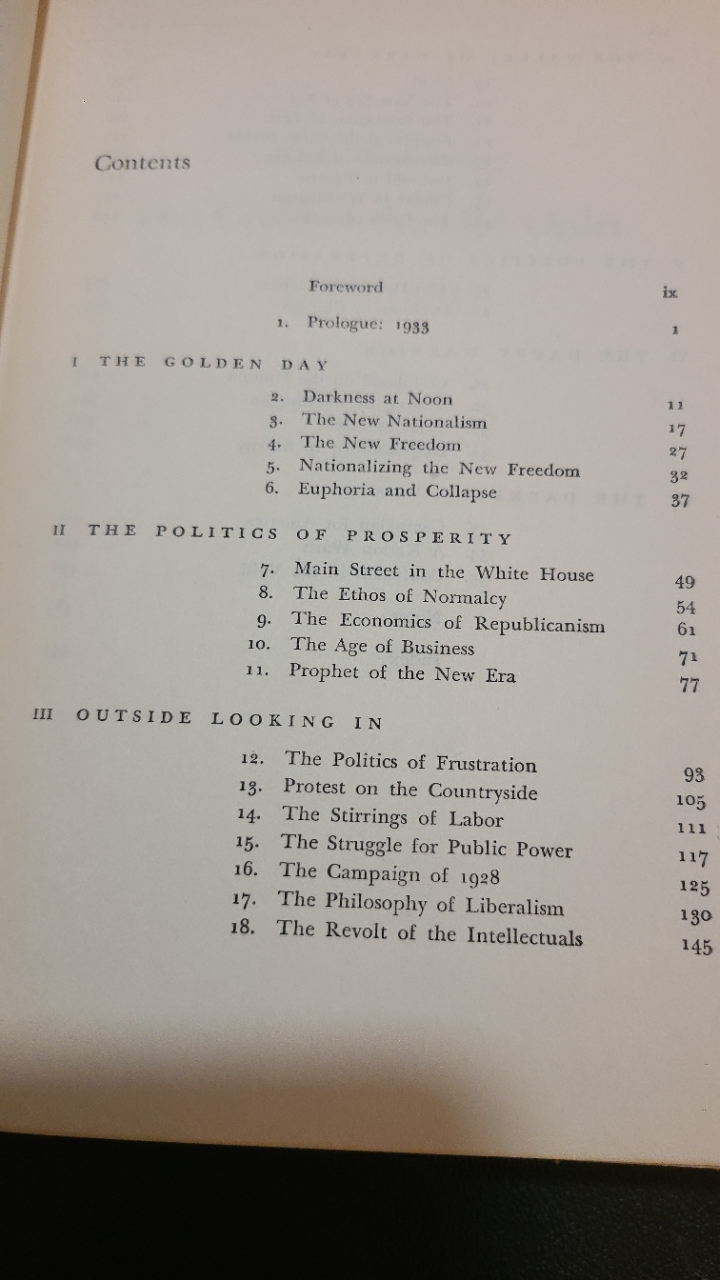 Contents
Foreword ix
1. Prologue: 1933 1
I THE GOLDEN DAY
2. Darkness at Noon 11
3. The New Nationalism 17
4. The New Freedom 27
5. Nationalizing the New Freedom 32
6. Euphoria and Collapse 37
II THE POLITICS OF PROSPERITY
7. Main Street in the White House 49
8. The Ethos of Normalcy 54
9. The Economics of Republicanism 61
10. The Age of Business 71
11. Prophet of the New Era 77
III OUTSIDE LOOKING IN
12. The Politics of Frustration 93
13. Protest on the Countryside 105
14. The Stirrings of Labor 111
15. The Struggle for Public Power 117
16. The Campaign of 1928 125
17. The Philosophy of Liberalism 130
18. The Revolt of the Intellectuals 145